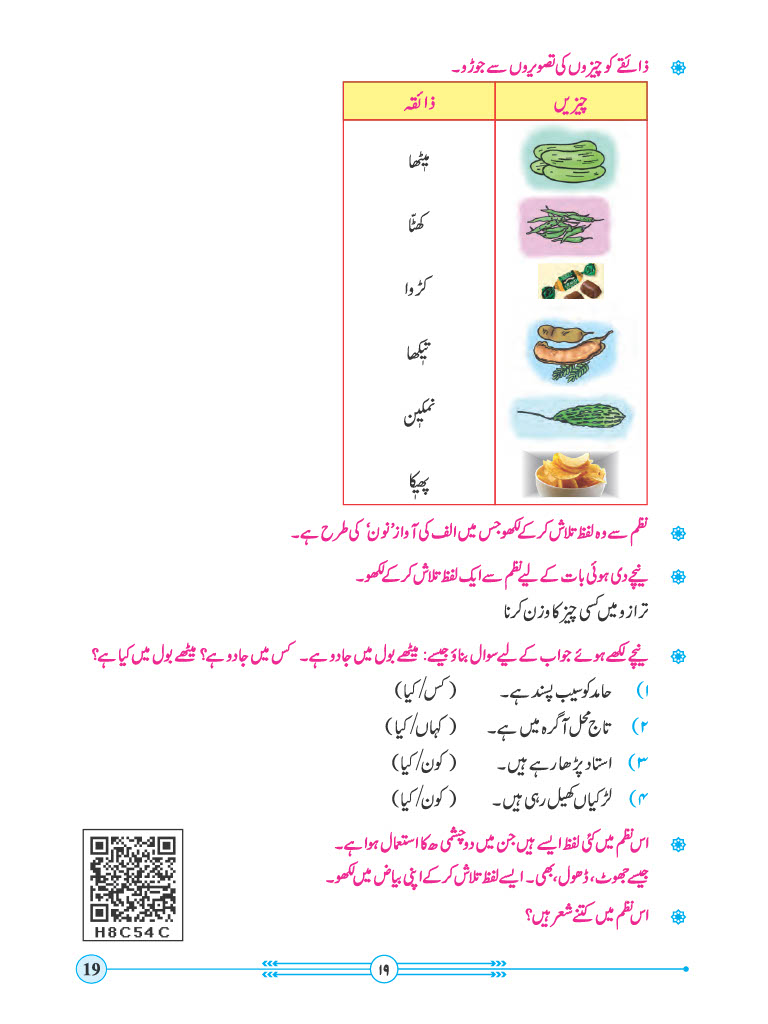 ذائقے کو چیزوں کی تصویروں سے جوڑو۔
چیزیں ذائقہ
میٹھا
کھٹّا
کڑوا
تیکھا
نمکین
پھیکا
نظم سے وہ لفظ تلاش کرکے لکھو جس میں الف کی آواز ’نون‘ کی طرح ہے۔
نیچے دی ہوئی بات کے لیے نظم سے ایک لفظ تلاش کرکے لکھو۔
ترازو میں کسی چیز کا وزن کرنا
نیچے لکھے ہوئے جواب کے لیے سوال بناؤ جیسے: میٹھے بول میں جادو ہے۔ کس میں جادو ہے؟ میٹھے بول میں کیا ہے؟
۱) حامد کو سیب پسند ہے۔ (کس/کیا)
۲) تاج محل آگرہ میں ہے۔ (کہاں/کیا)
۳) استاد پڑھا رہے ہیں۔ (کون/کیا)
۴) لڑکیاں کھیل رہی ہیں۔ (کون/کیا)
اس نظم میں کئی لفظ ایسے ہیں جن میں دو چشمی ھ کا استعمال ہوا ہے۔
جیسے جھوٹ، ڈھول، بھی۔ ایسے لفظ تلاش کرکے اپنی بیاض میں لکھو۔
اس نظم میں کتنے شعر ہیں؟
H8C54C
19 ۱۹